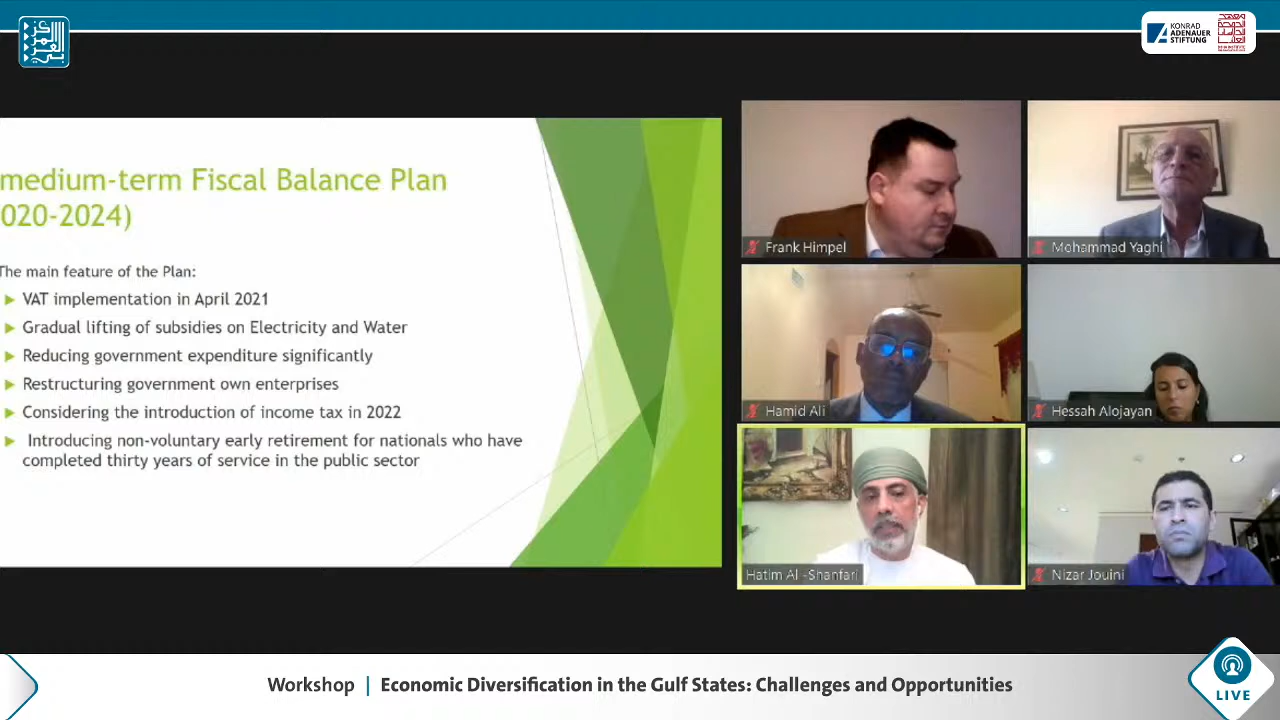 KONRAD
ADENAUER
STIFTUNG
medium-term Fiscal Balance Plan
020-2024)
The main feature of the Plan:
VAT implementation in April 2021
Gradual lifting of subsidies on Electricity and Water
Reducing government expenditure significantly
Restructuring government own enterprises
Considering the introduction of income tax in 2022
Introducing non-voluntary early retirement for nationals who have
completed thirty years of service in the public sector
Frank Himpel
Mohammad Yaghi
Hamid Ali
Hessah Alojayan
Hatim Al -Shanfari
Nizar Jouini
Workshop | Economic Diversification in the Gulf States: Challenges and Opportunities
LIVE